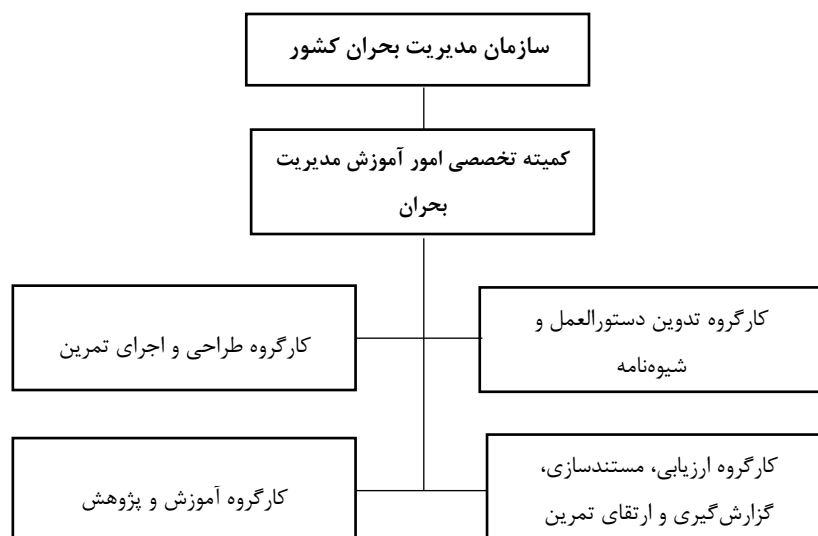 سازمان مدیریت بحران کشور
کمیته تخصصی امور آموزش مدیریت
بحران
کارگروه تدوین دستورالعمل و
شیوه‌نامه
کارگروه طراحی و اجرای تمرین
کارگروه ارزیابی، مستندسازی،
گزارش‌گیری و ارتقای تمرین
کارگروه آموزش و پژوهش